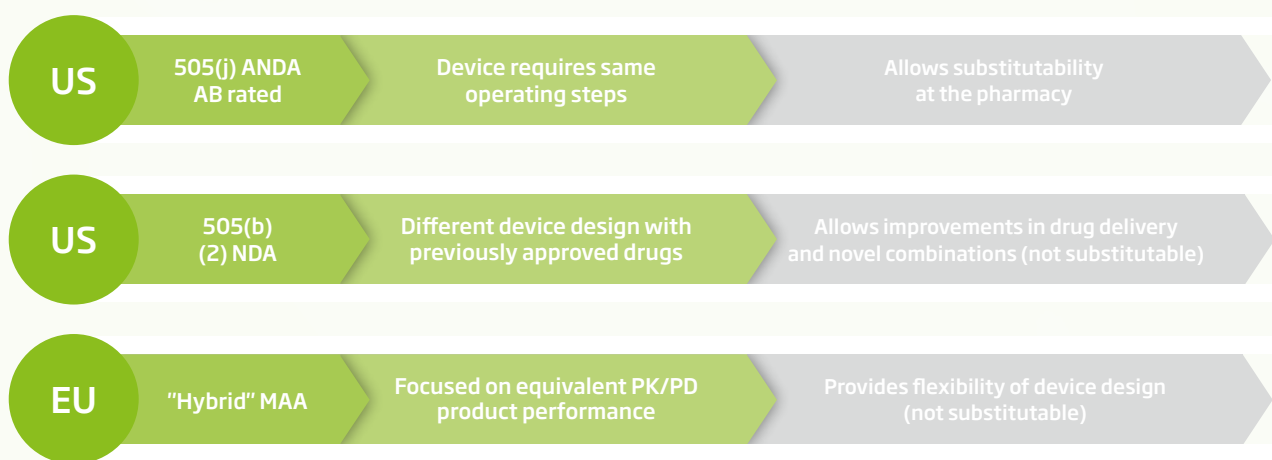 US
505(j) ANDA
AB rated
Device requires same
operating steps
Allows substitutability
at the pharmacy
US
505(b)
(2) NDA
Different device design with
previously approved drugs
Allows improvements in drug delivery
and novel combinations (not substitutable)
EU
"Hybrid" MAA
Focused on equivalent PK/PD
product performance
Provides flexibility of device design
(not substitutable)